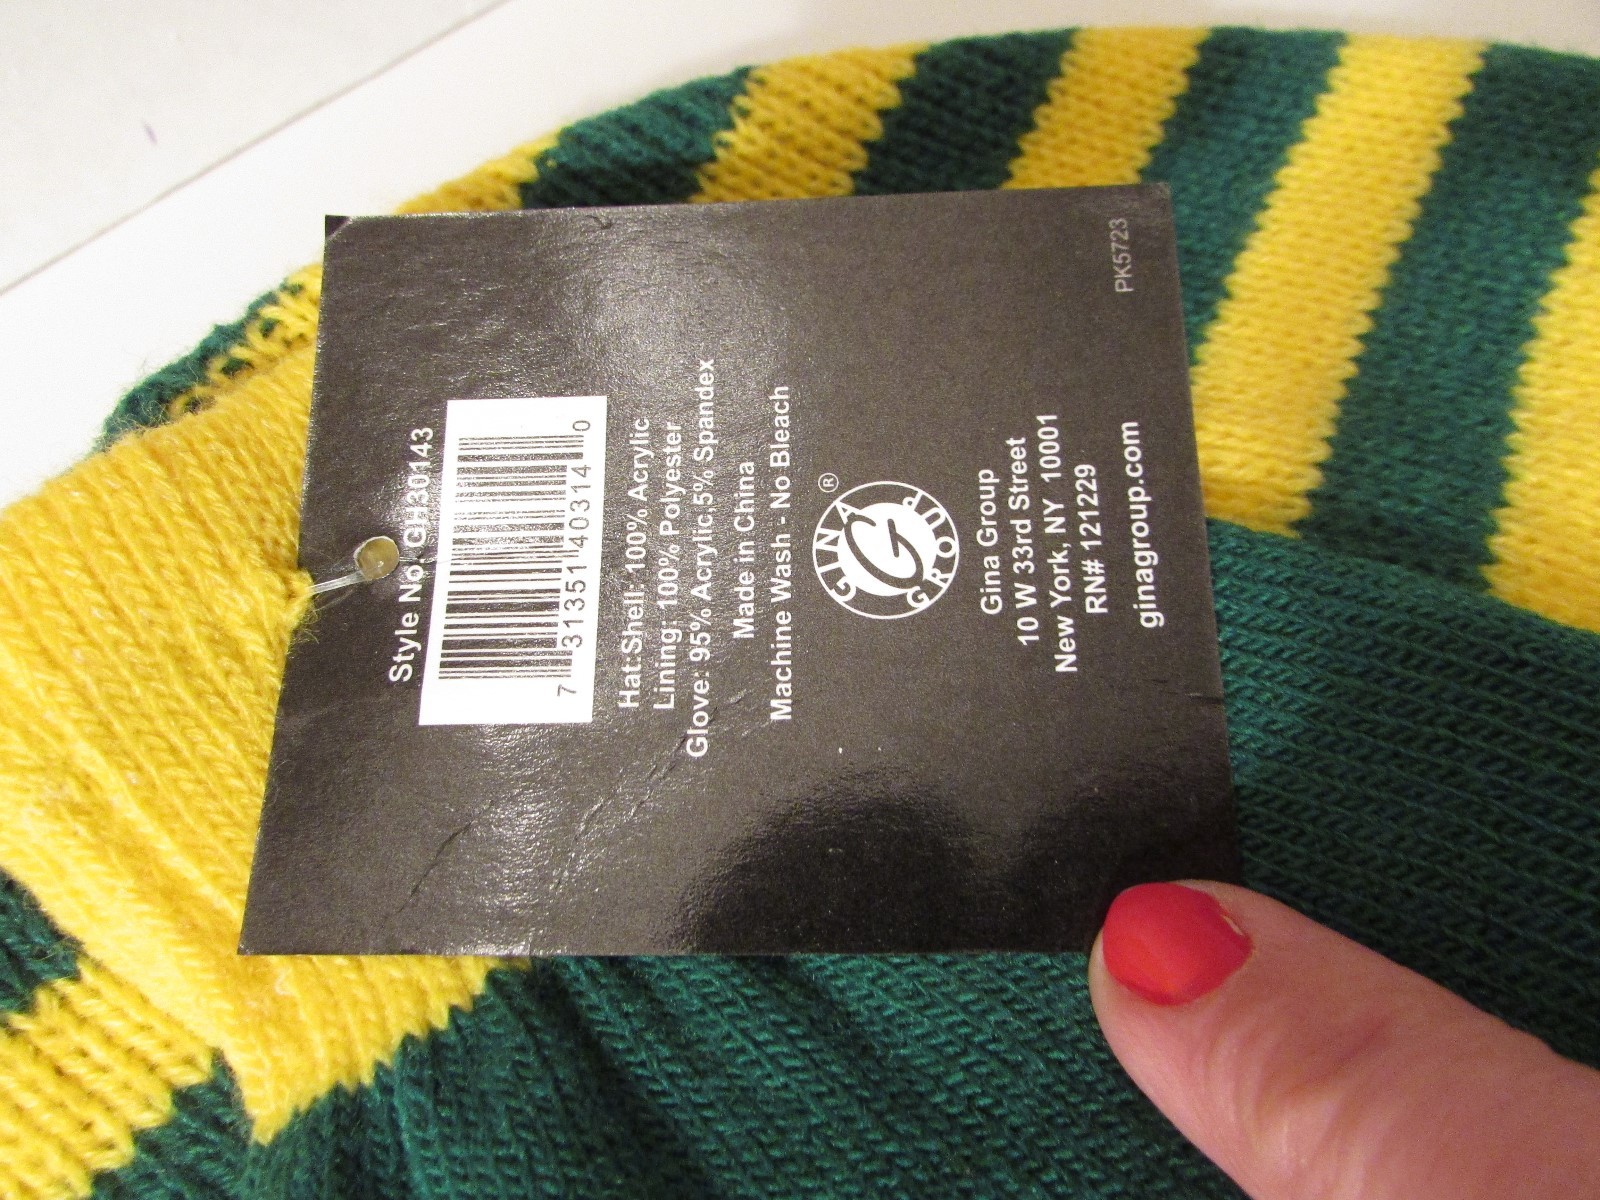 Style No. GH30143
7 31351 40314 0
Hat:Shell: 100% Acrylic
Lining: 100% Polyester
Glove: 95% Acrylic,5% Spandex
Made in China
Machine Wash - No Bleach
GINA G GROUP ®
Gina Group
10 W 33rd Street
New York, NY 10001
RN# 121229
ginagroup.com
PK5723